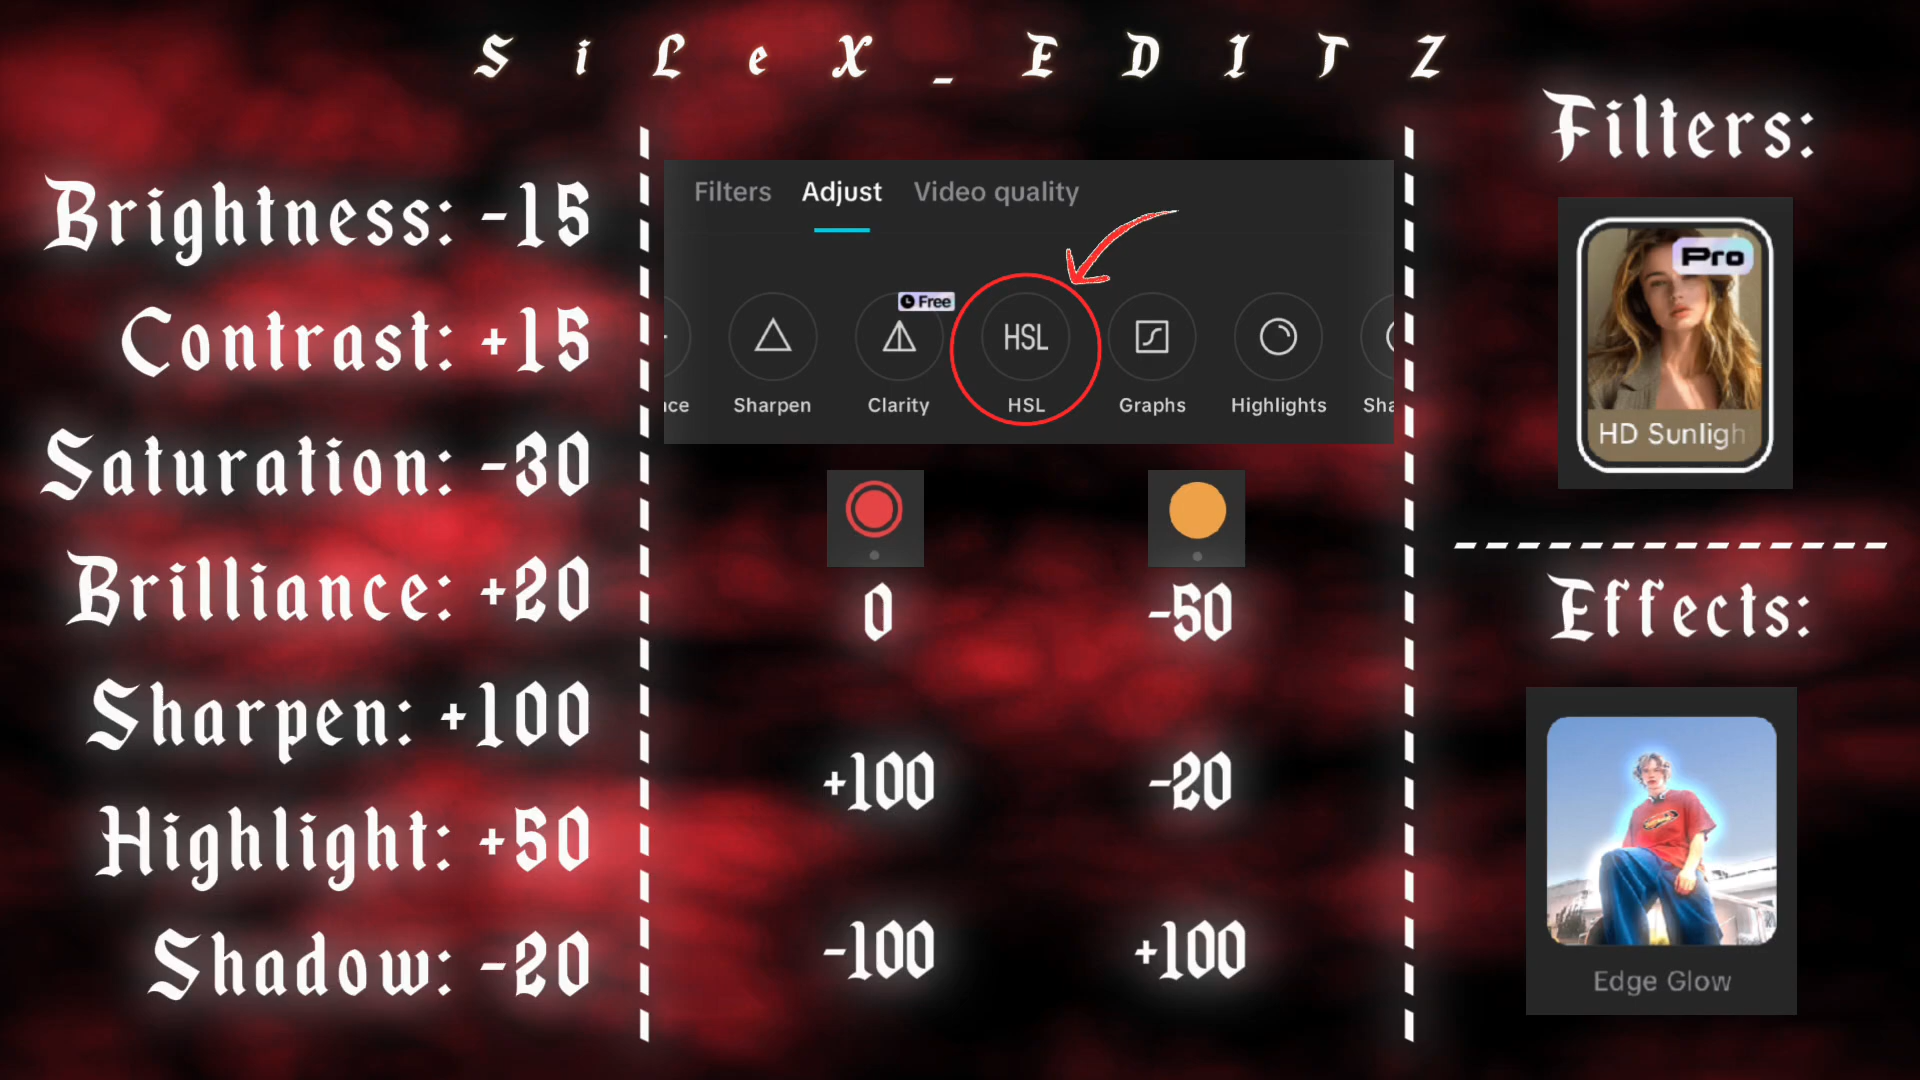 SiLeX_EDITZ
Brightness: -15
Contrast: +15
Saturation: -30
Brilliance: +20
Sharpen: +100
Highlight: +50
Shadow: -20
Filters Adjust Video quality
Free
HSL
Sharpen Clarity HSL Graphs Highlights
0 -50
+100 -20
-100 +100
Filters:
Pro
HD Sunligh
Effects:
Edge Glow